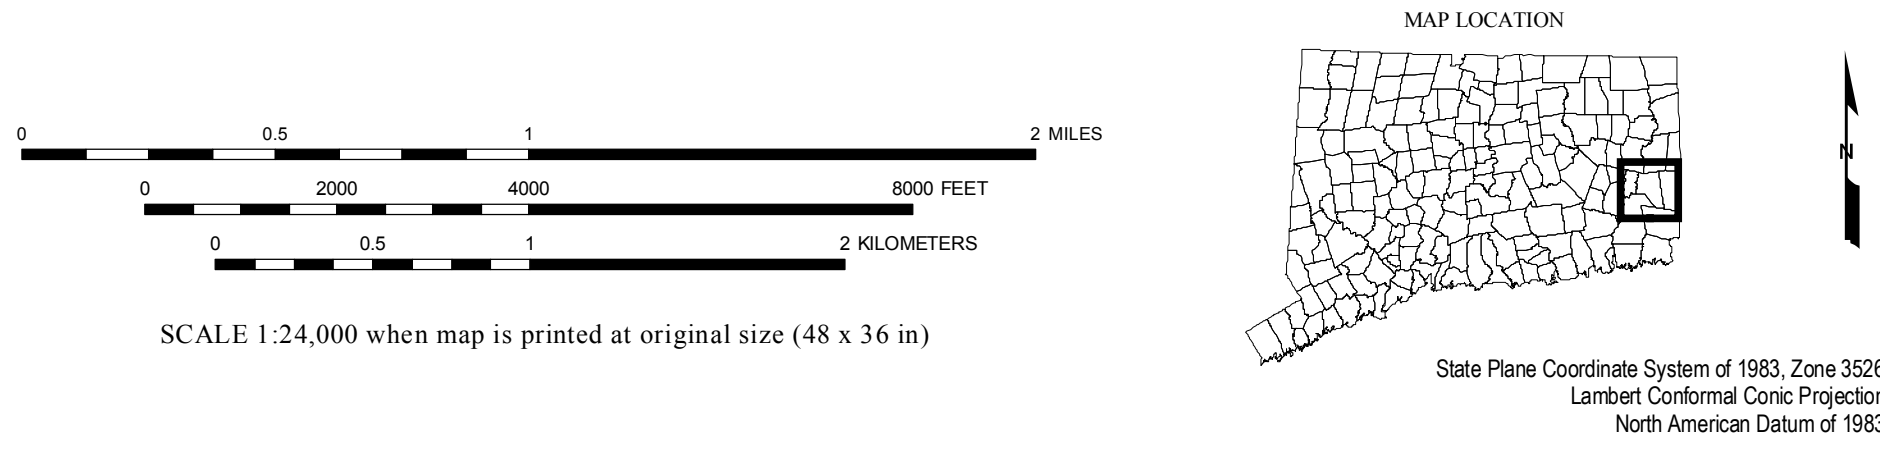 0 0.5 1 2 MILES
0 2000 4000 8000 FEET
0 0.5 1 2 KILOMETERS
SCALE 1:24,000 when map is printed at original size (48 x 36 in)
MAP LOCATION
N
State Plane Coordinate System of 1983, Zone 3526
Lambert Conformal Conic Projection
North American Datum of 1983